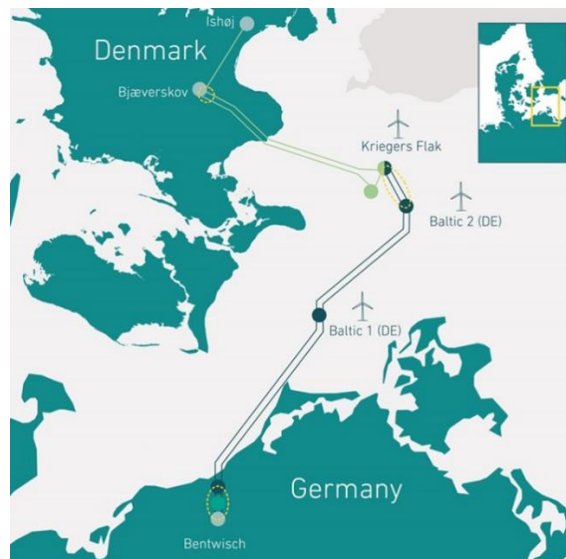 Ishøj
Denmark
Bjæverskov
Kriegers Flak
Baltic 2 (DE)
Baltic 1 (DE)
Germany
Bentwisch